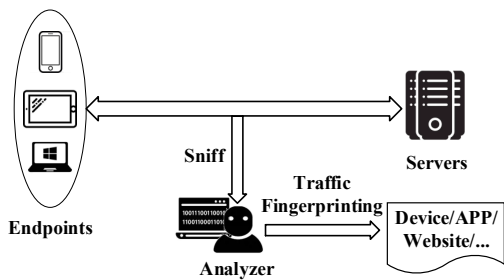 Sniff
Servers
Endpoints
Traffic
Fingerprinting
Analyzer
Device/APP/
Website/...